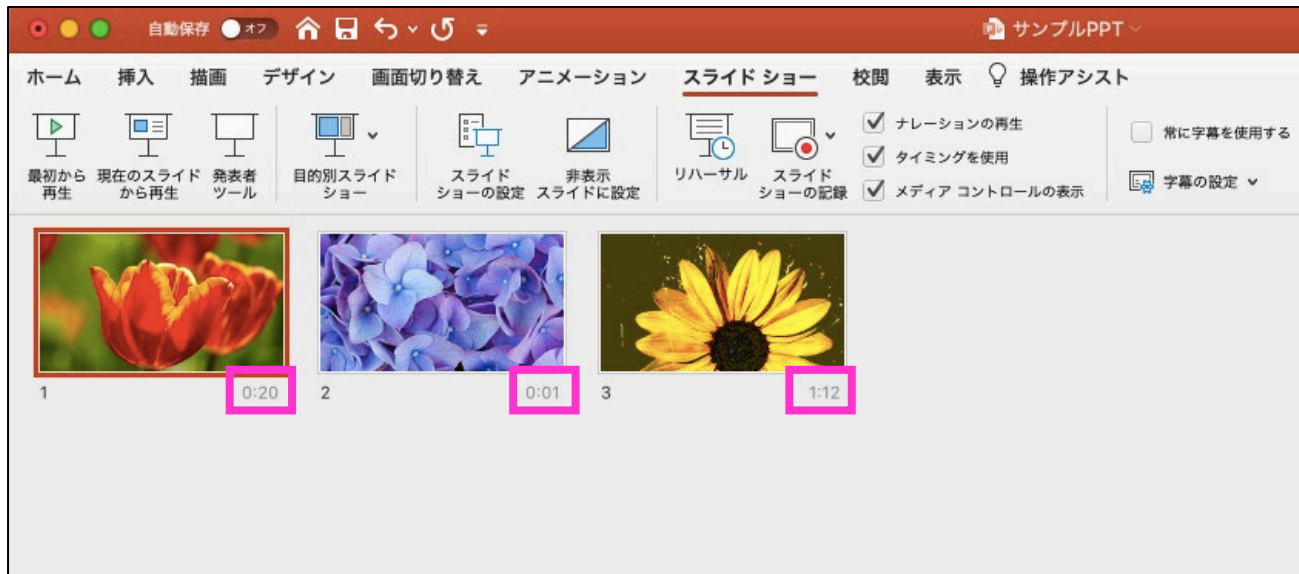 自動保存 オフ サンプルPPT
ホーム 挿入 描画 デザイン 画面切り替え アニメーション スライド ショー 校閲 表示 操作アシスト
最初から
再生
現在のスライド
から再生
発表者
ツール
目的別スライド
ショー
スライド
ショーの設定
非表示
スライドに設定
リハーサル
スライド
ショーの記録
ナレーションの再生
タイミングを使用
メディア コントロールの表示
常に字幕を使用する
字幕の設定
1 0:20 2 0:01 3 1:12